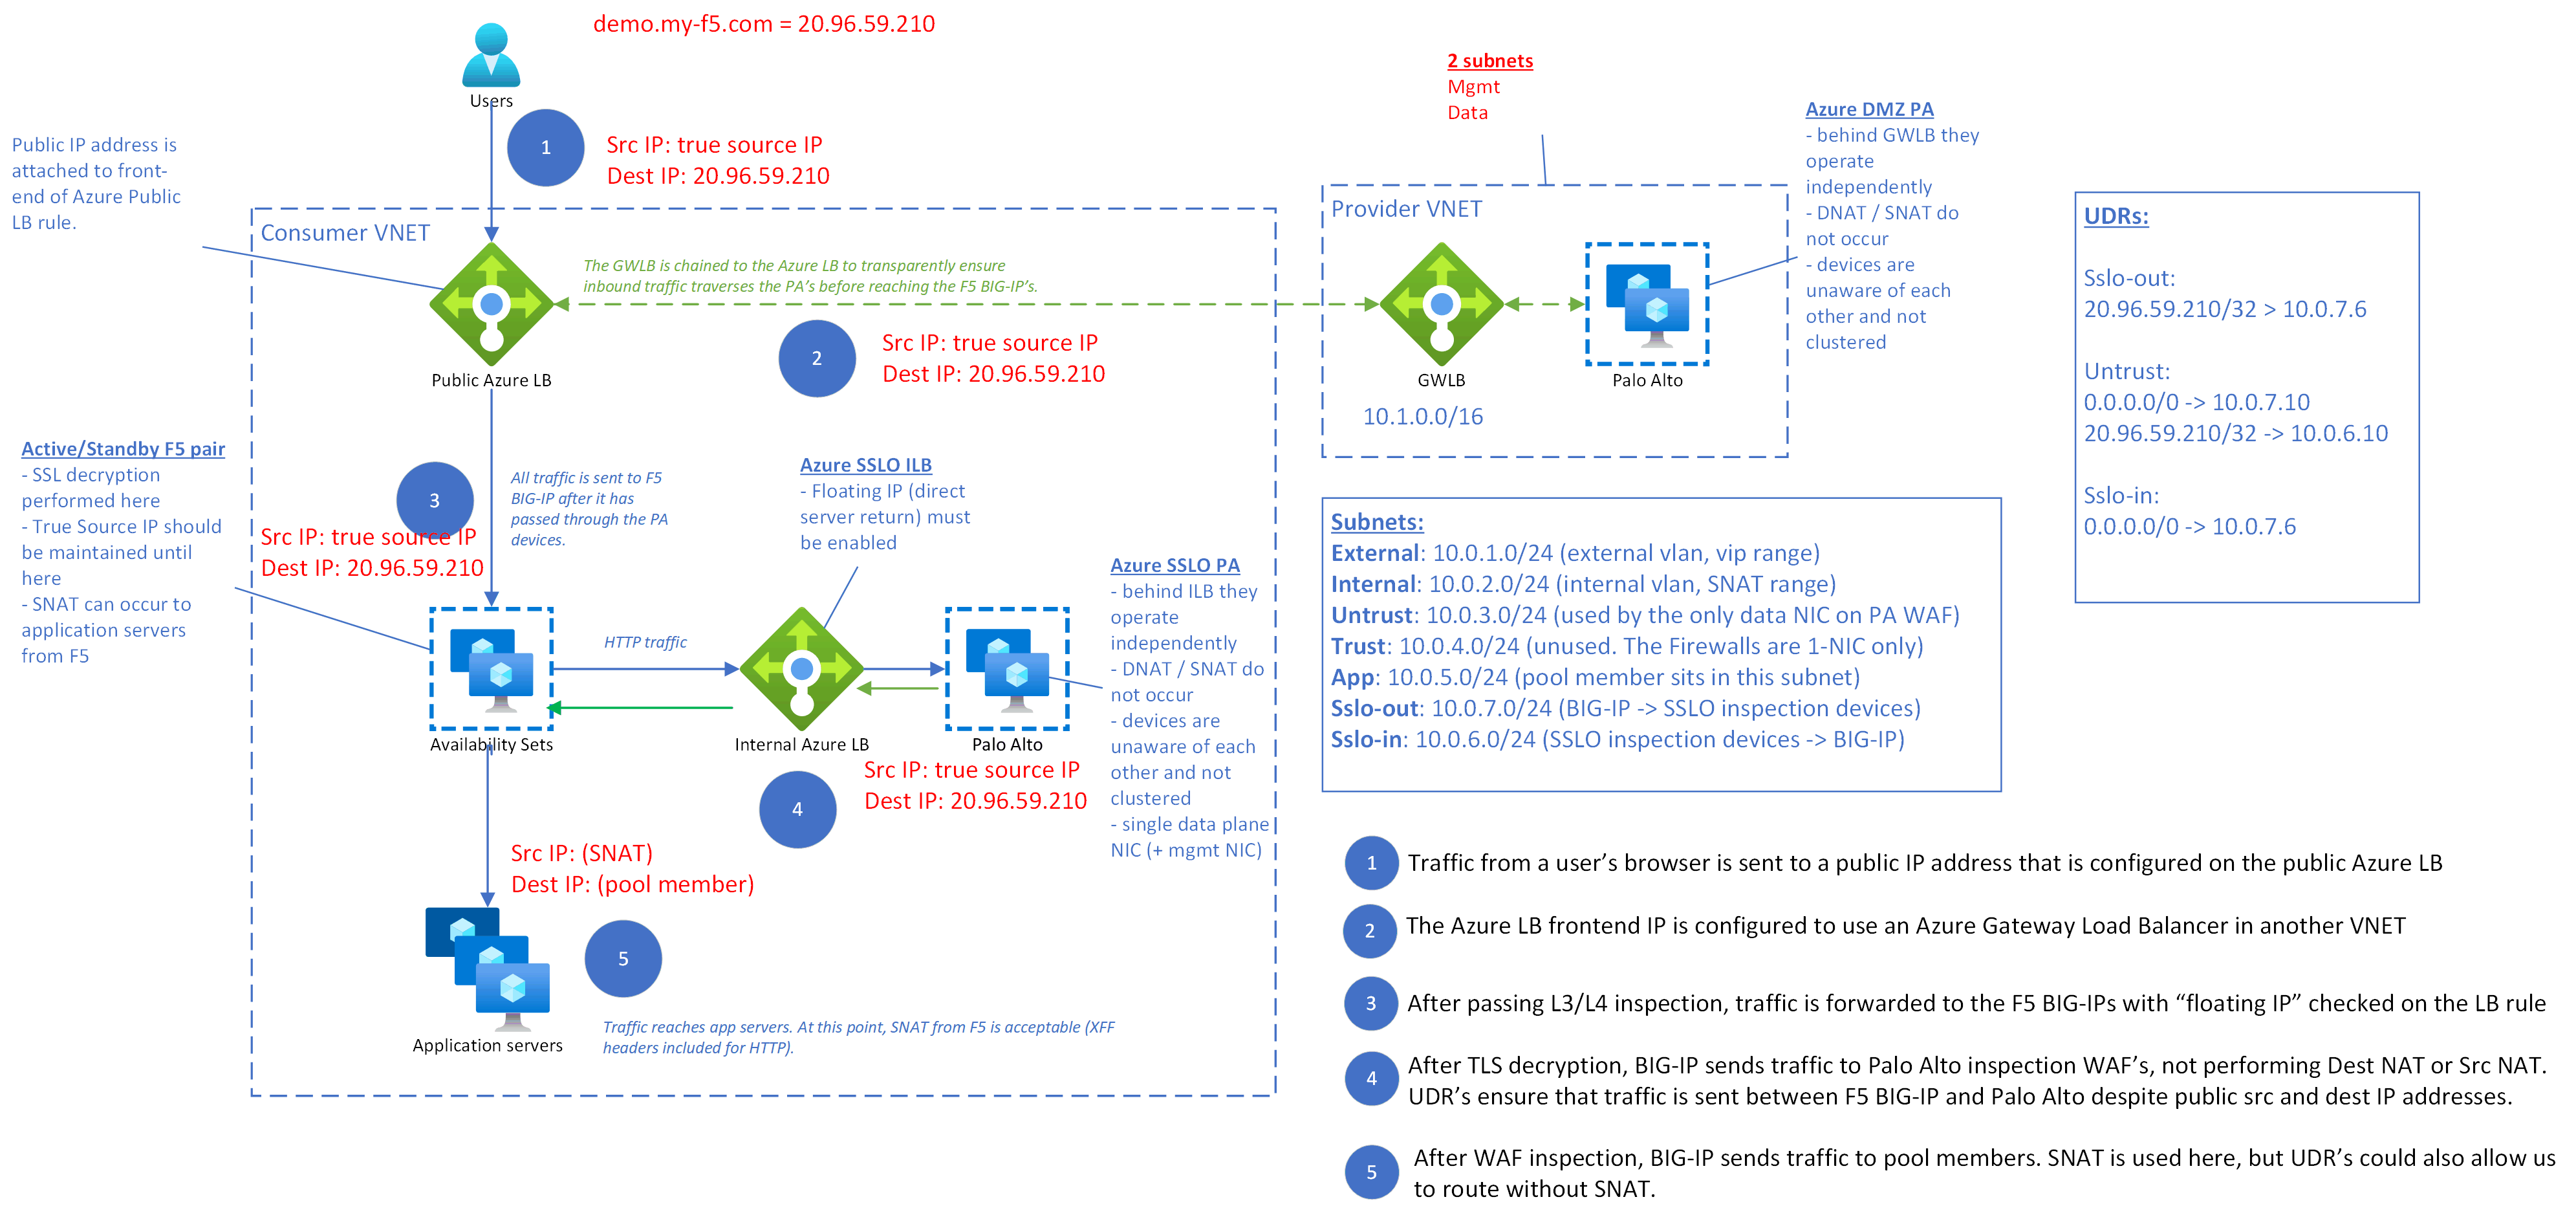 demo.my-f5.com = 20.96.59.210
Users
1
Src IP: true source IP
Dest IP: 20.96.59.210
Public IP address is
attached to front-
end of Azure Public
LB rule.
Consumer VNET
The GWLB is chained to the Azure LB to transparently ensure
inbound traffic traverses the PA's before reaching the F5 BIG-IP's.
Public Azure LB
2
Src IP: true source IP
Dest IP: 20.96.59.210
2 subnets
Mgmt
Data
Provider VNET
GWLB
Palo Alto
10.1.0.0/16
Azure DMZ PA
- behind GWLB they
operate
independently
- DNAT / SNAT do
not occur
- devices are
unaware of each
other and not
clustered
UDRs:
Sslo-out:
20.96.59.210/32 > 10.0.7.6
Untrust:
0.0.0.0/0 -> 10.0.7.10
20.96.59.210/32 -> 10.0.6.10
Sslo-in:
0.0.0.0/0 -> 10.0.7.6
Active/Standby F5 pair
- SSL decryption
performed here
- True Source IP should
be maintained until
here
- SNAT can occur to
application servers
from F5
3
All traffic is sent to F5
BIG-IP after it has
passed through the PA
devices.
Src IP: true source IP
Dest IP: 20.96.59.210
Azure SSLO ILB
- Floating IP (direct
server return) must
be enabled
HTTP traffic
Availability Sets
Internal Azure LB
Palo Alto
Azure SSLO PA
- behind ILB they
operate
independently
- DNAT / SNAT do
not occur
- devices are
unaware of each
other and not
clustered
- single data plane
NIC (+ mgmt NIC)
4
Src IP: true source IP
Dest IP: 20.96.59.210
Src IP: (SNAT)
Dest IP: (pool member)
5
Application servers
Traffic reaches app servers. At this point, SNAT from F5 is acceptable (XFF
headers included for HTTP).
Subnets:
External: 10.0.1.0/24 (external vlan, vip range)
Internal: 10.0.2.0/24 (internal vlan, SNAT range)
Untrust: 10.0.3.0/24 (used by the only data NIC on PA WAF)
Trust: 10.0.4.0/24 (unused. The Firewalls are 1-NIC only)
App: 10.0.5.0/24 (pool member sits in this subnet)
Sslo-out: 10.0.7.0/24 (BIG-IP -> SSLO inspection devices)
Sslo-in: 10.0.6.0/24 (SSLO inspection devices -> BIG-IP)
1 Traffic from a user's browser is sent to a public IP address that is configured on the public Azure LB
2 The Azure LB frontend IP is configured to use an Azure Gateway Load Balancer in another VNET
3 After passing L3/L4 inspection, traffic is forwarded to the F5 BIG-IPs with “floating IP” checked on the LB rule
4 After TLS decryption, BIG-IP sends traffic to Palo Alto inspection WAF's, not performing Dest NAT or Src NAT.
UDR's ensure that traffic is sent between F5 BIG-IP and Palo Alto despite public src and dest IP addresses.
5 After WAF inspection, BIG-IP sends traffic to pool members. SNAT is used here, but UDR's could also allow us
to route without SNAT.